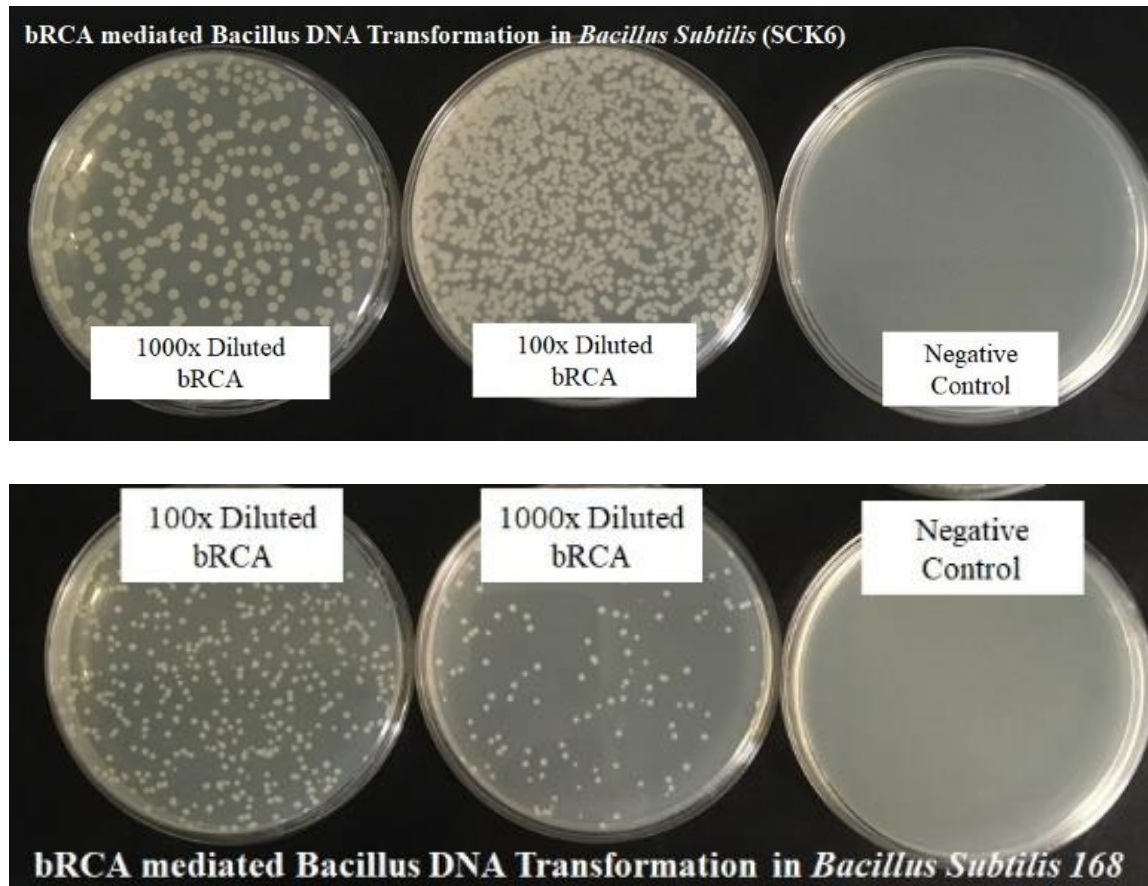 bRCA mediated Bacillus DNA Transformation in Bacillus Subtilis (SCK6)
1000x Diluted
bRCA
100x Diluted
bRCA
Negative
Control
100x Diluted
bRCA
1000x Diluted
bRCA
Negative
Control
bRCA mediated Bacillus DNA Transformation in Bacillus Subtilis 168